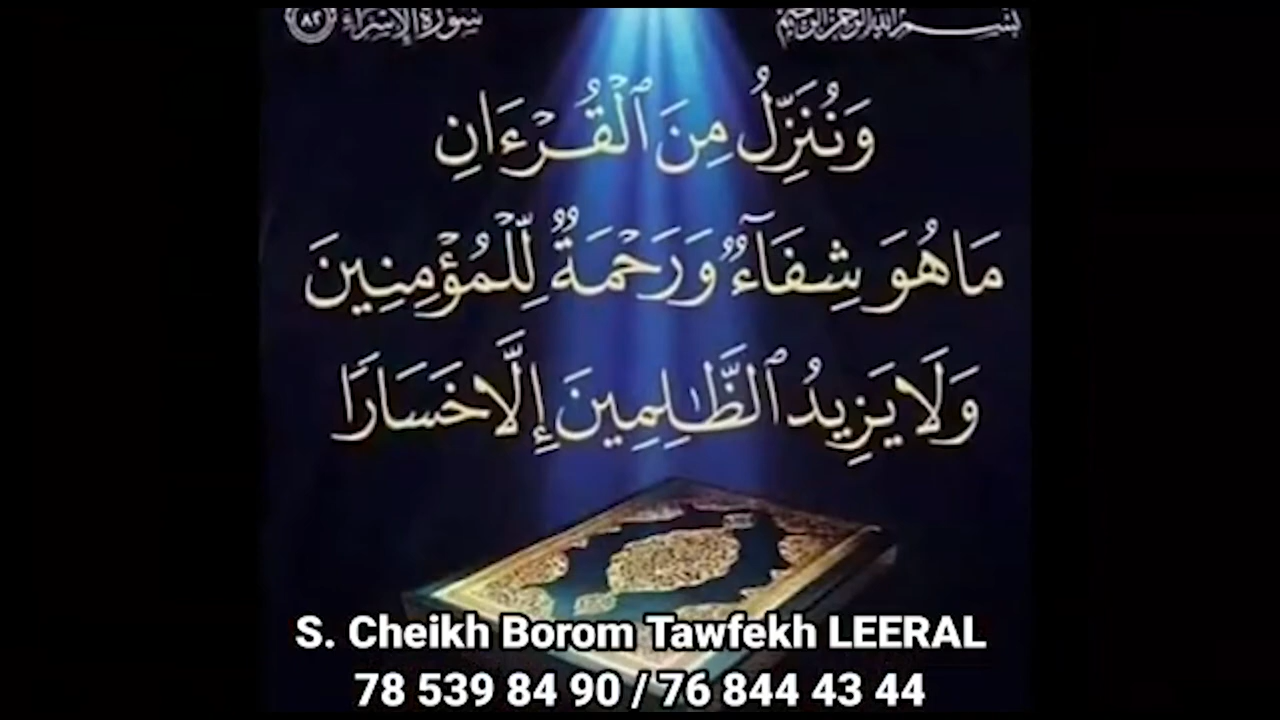 بسم الله الرحمن الرحيم
سورة الإسراء ٨٢
وَنُنَزِّلُ مِنَ ٱلْقُرْءَانِ
مَا هُوَ شِفَآءٌ وَرَحْمَةٌ لِّلْمُؤْمِنِينَ
وَلَا يَزِيدُ ٱلظَّٰلِمِينَ إِلَّا خَسَارًا
S. Cheikh Borom Tawfekh LEERAL
78 539 84 90 / 76 844 43 44